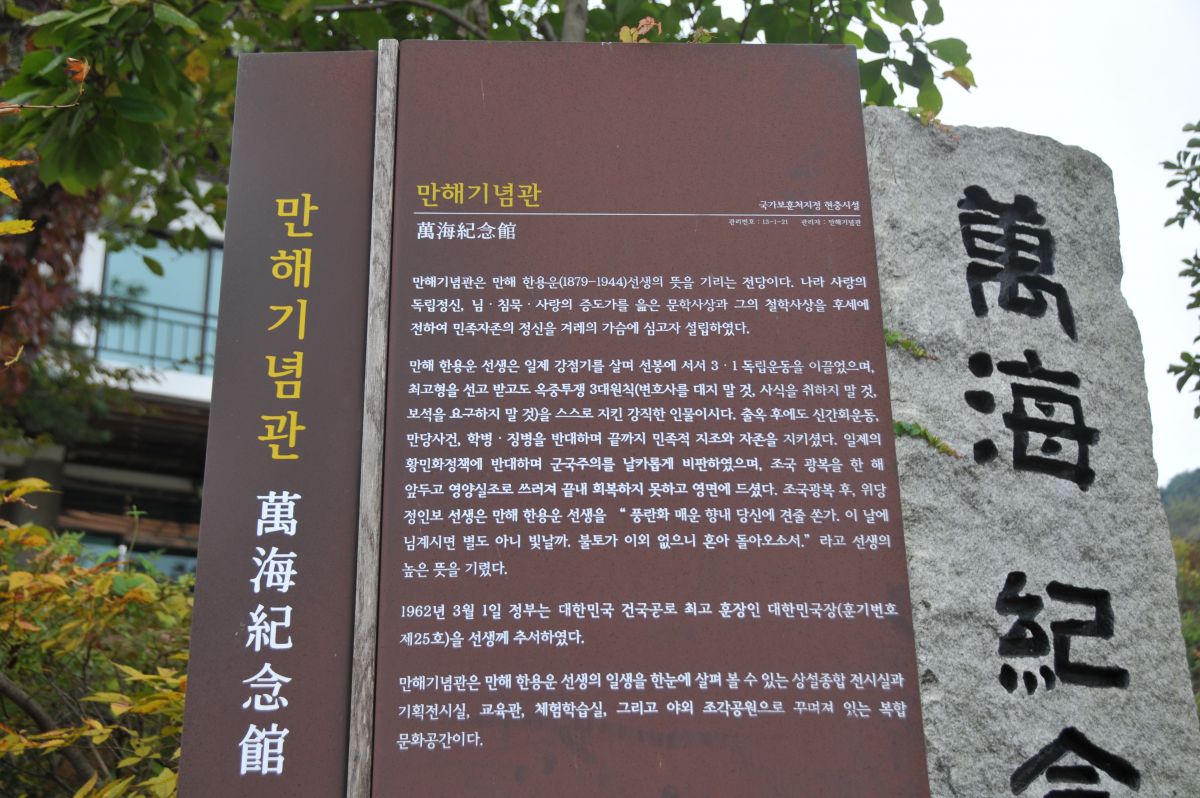 만해기념관 萬海紀念館
만해기념관
국가보훈처지정 현충시설
萬海紀念館
관리번호 : 13-1-21 관리자 : 만해기념관
만해기념관은 만해 한용운(1879-1944)선생의 뜻을 기리는 전당이다. 나라 사랑의
독립정신, 님·침묵·사랑의 증도가를 읊은 문학사상과 그의 철학사상을 후세에
전하여 민족자존의 정신을 겨레의 가슴에 심고자 설립하였다.
만해 한용운 선생은 일제 강점기를 살며 선봉에 서서 3·1 독립운동을 이끌었으며,
최고형을 선고 받고도 옥중투쟁 3대원칙(변호사를 대지 말 것, 사식을 취하지 말 것,
보석을 요구하지 말 것)을 스스로 지킨 강직한 인물이시다. 출옥 후에도 신간회운동,
만당사건, 학병·징병을 반대하며 끝까지 민족적 지조와 자존을 지키셨다. 일제의
황민화정책에 반대하며 군국주의를 날카롭게 비판하였으며, 조국 광복을 한 해
앞두고 영양실조로 쓰러져 끝내 회복하지 못하고 영면에 드셨다. 조국광복 후, 위당
정인보 선생은 만해 한용운 선생을 “ 풍란화 매운 향내 당신에 견줄 쏜가. 이 날에
님계시면 별도 아니 빛날까. 불토가 이외 없으니 혼아 돌아오소서.” 라고 선생의
높은 뜻을 기렸다.
1962년 3월 1일 정부는 대한민국 건국공로 최고 훈장인 대한민국장(훈기번호
제25호)을 선생께 추서하였다.
만해기념관은 만해 한용운 선생의 일생을 한눈에 살펴 볼 수 있는 상설종합 전시실과
기획전시실, 교육관, 체험학습실, 그리고 야외 조각공원으로 꾸며져 있는 복합
문화공간이다.
萬海紀念